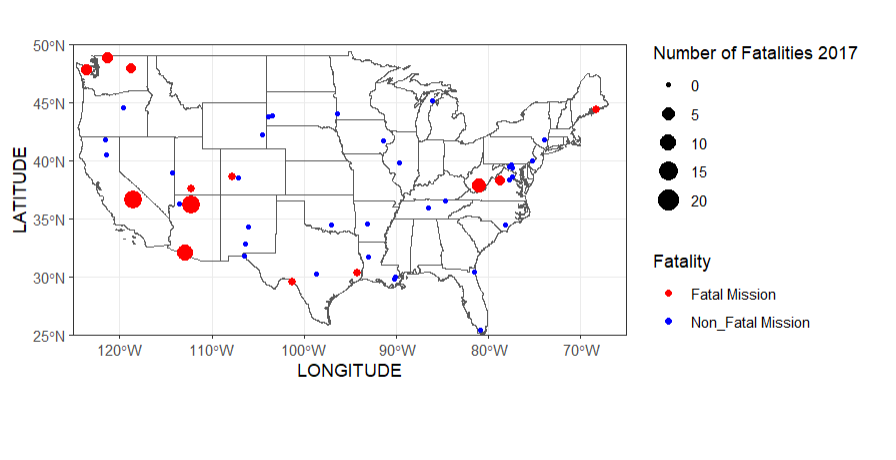 Number of Fatalities 2017
0
5
10
15
20
Fatality
Fatal Mission
Non_Fatal Mission
50°N
45°N
40°N
35°N
30°N
25°N
LATITUDE
120°W 110°W 100°W 90°W 80°W 70°W
LONGITUDE